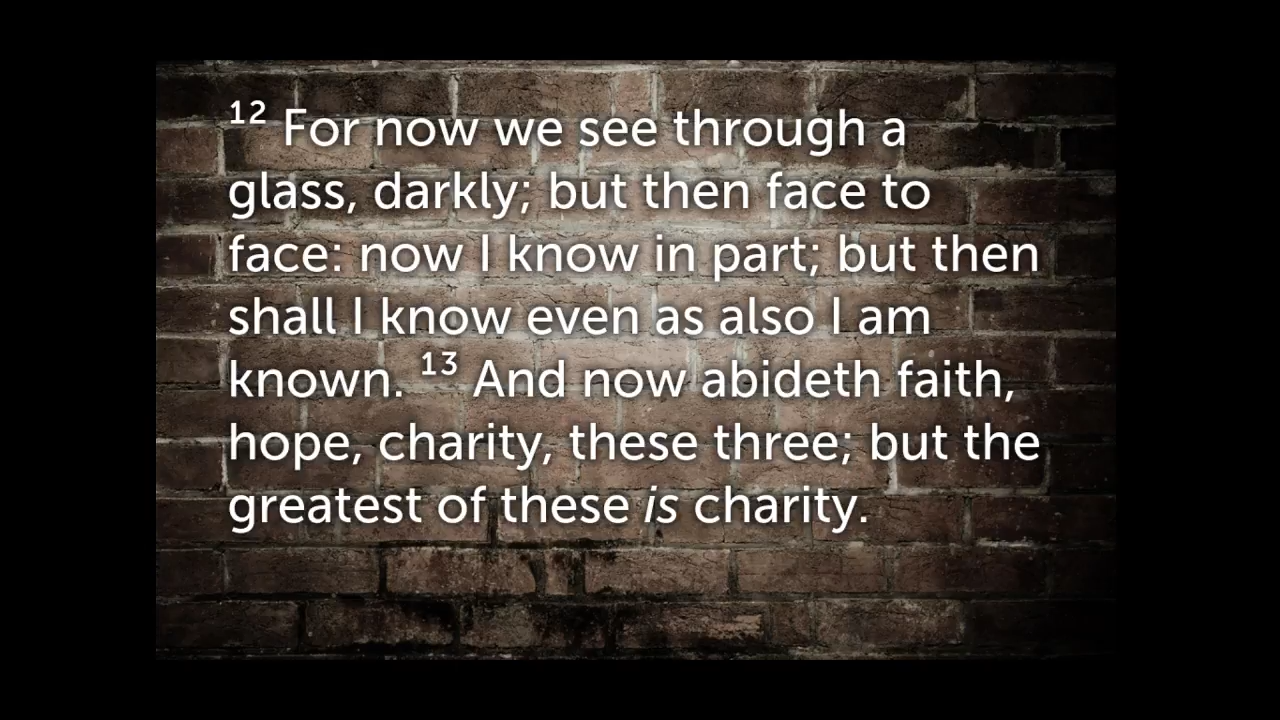 12 For now we see through a
glass, darkly; but then face to
face: now I know in part; but then
shall I know even as also I am
known. 13 And now abideth faith,
hope, charity, these three; but the
greatest of these is charity.